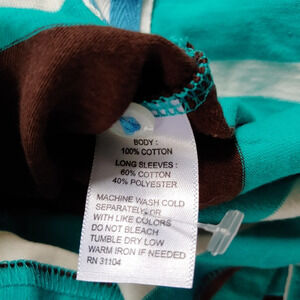 BODY :
100% COTTON
LONG SLEEVES :
60% COTTON
40% POLYESTER
MACHINE WASH COLD
SEPARATELY OR
WITH LIKE COLORS
DO NOT BLEACH
TUMBLE DRY LOW
WARM IRON IF NEEDED
RN 31104